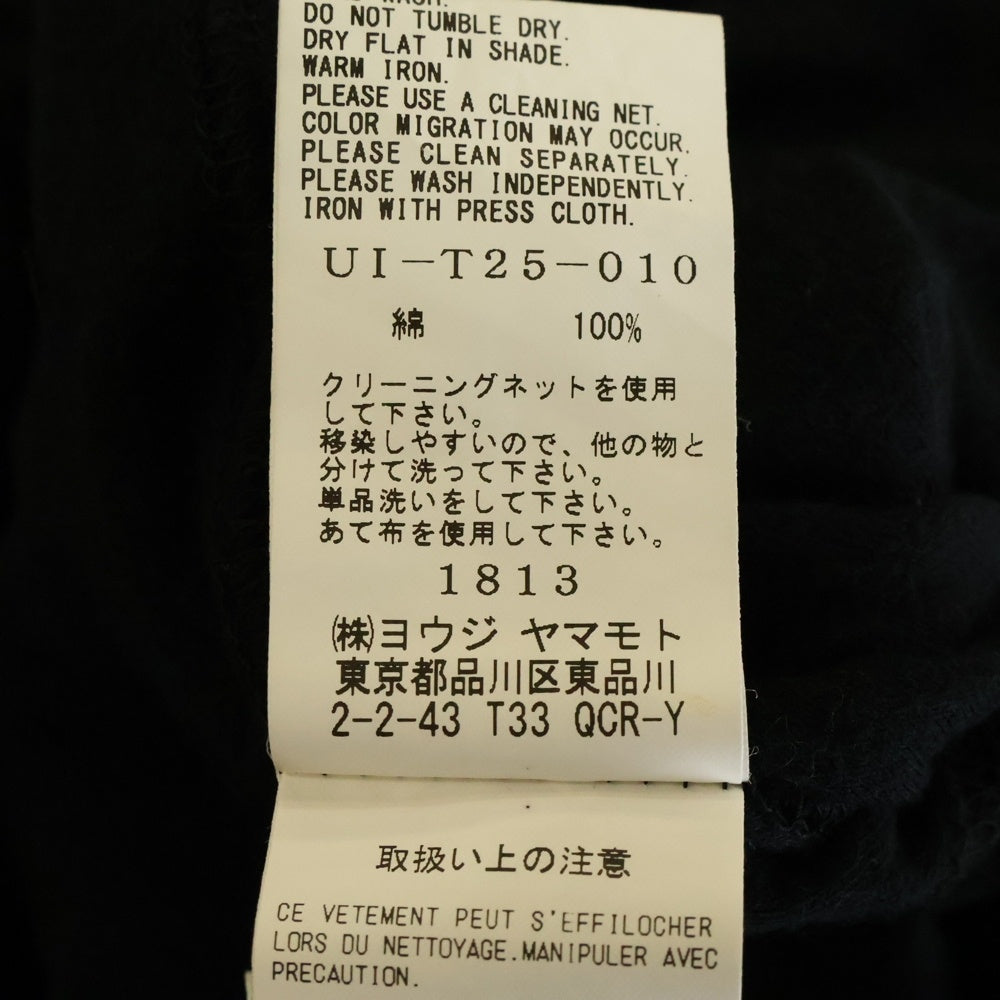 WASH.
DO NOT TUMBLE DRY.
DRY FLAT IN SHADE.
WARM IRON.
PLEASE USE A CLEANING NET.
COLOR MIGRATION MAY OCCUR.
PLEASE CLEAN SEPARATELY.
PLEASE WASH INDEPENDENTLY.
IRON WITH PRESS CLOTH.
UI-T25-010
綿 100%
クリーニングネットを使用
して下さい。
移染しやすいので、他の物と
分けて洗って下さい。
単品洗いをして下さい。
あて布を使用して下さい。
1813
㈱ヨウジ ヤマモト
東京都品川区東品川
2-2-43 T33 QCR-Y
取扱い上の注意
CE VETEMENT PEUT S'EFFILOCHER
LORS DU NETTOYAGE.MANIPULER AVEC
PRECAUTION.